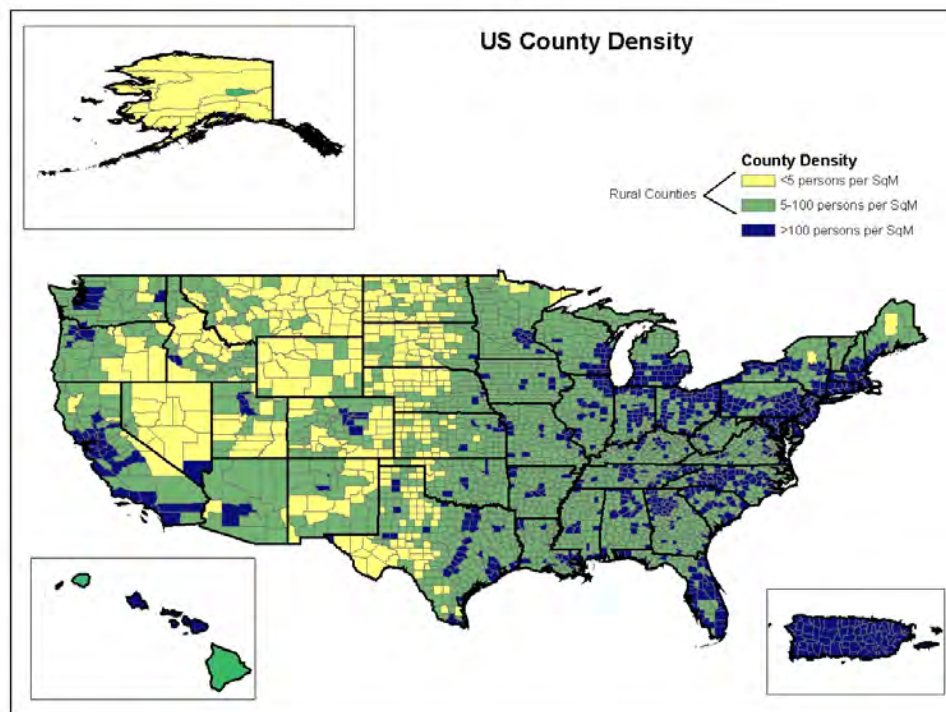 US County Density
County Density
Rural Counties
<5 persons per SqM
5-100 persons per SqM
>100 persons per SqM